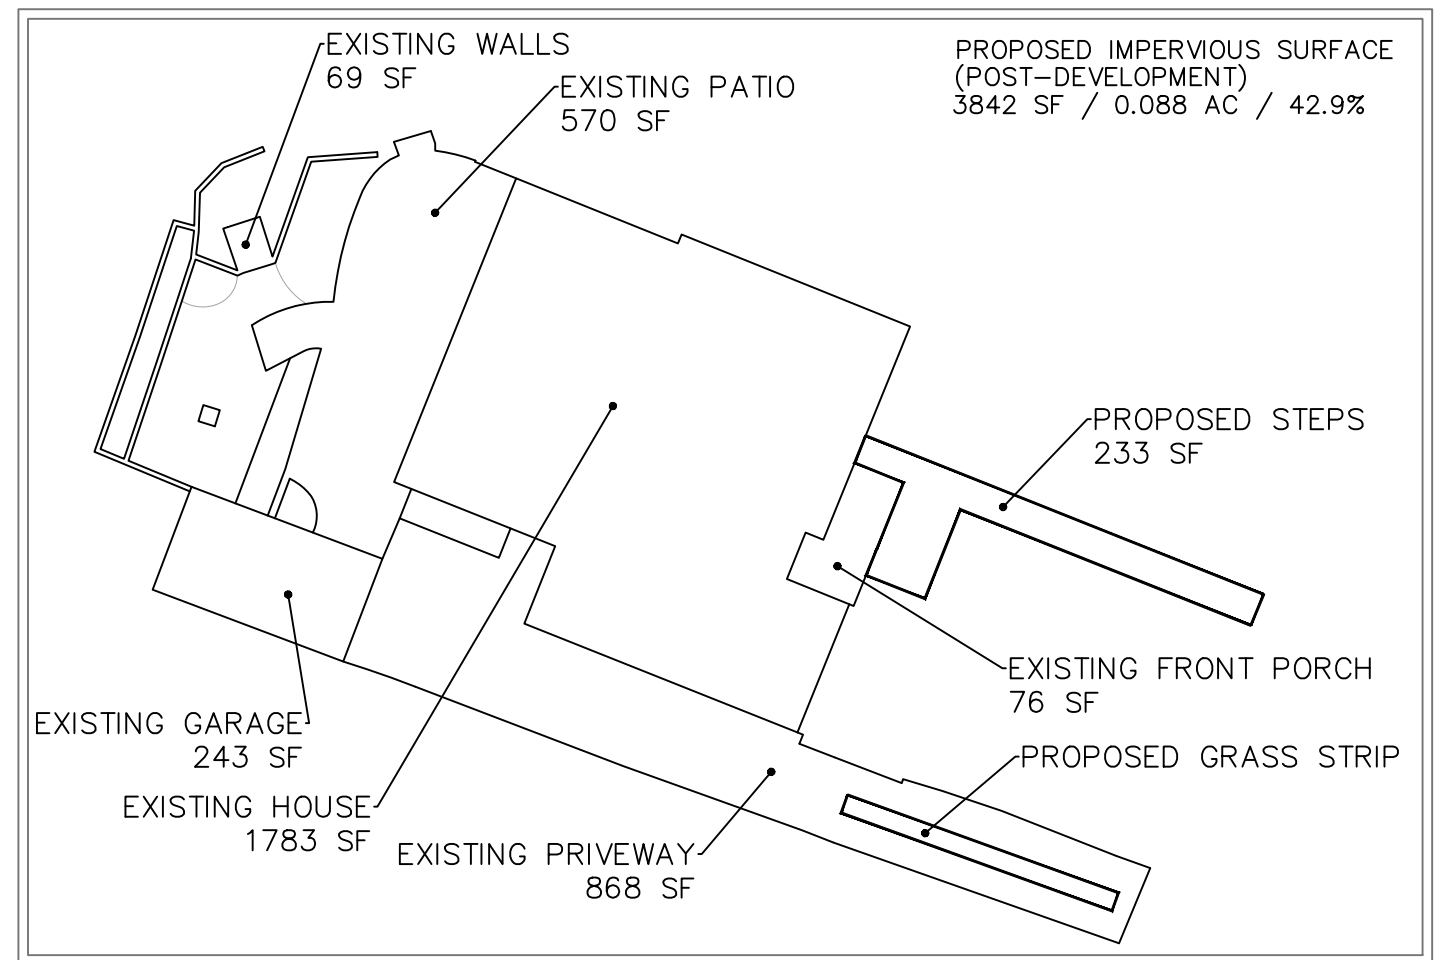 EXISTING WALLS
69 SF
EXISTING PATIO
570 SF
PROPOSED IMPERVIOUS SURFACE
(POST-DEVELOPMENT)
3842 SF / 0.088 AC / 42.9%
PROPOSED STEPS
233 SF
EXISTING FRONT PORCH
76 SF
EXISTING GARAGE
243 SF
PROPOSED GRASS STRIP
EXISTING HOUSE
1783 SF
EXISTING PRIVEWAY
868 SF